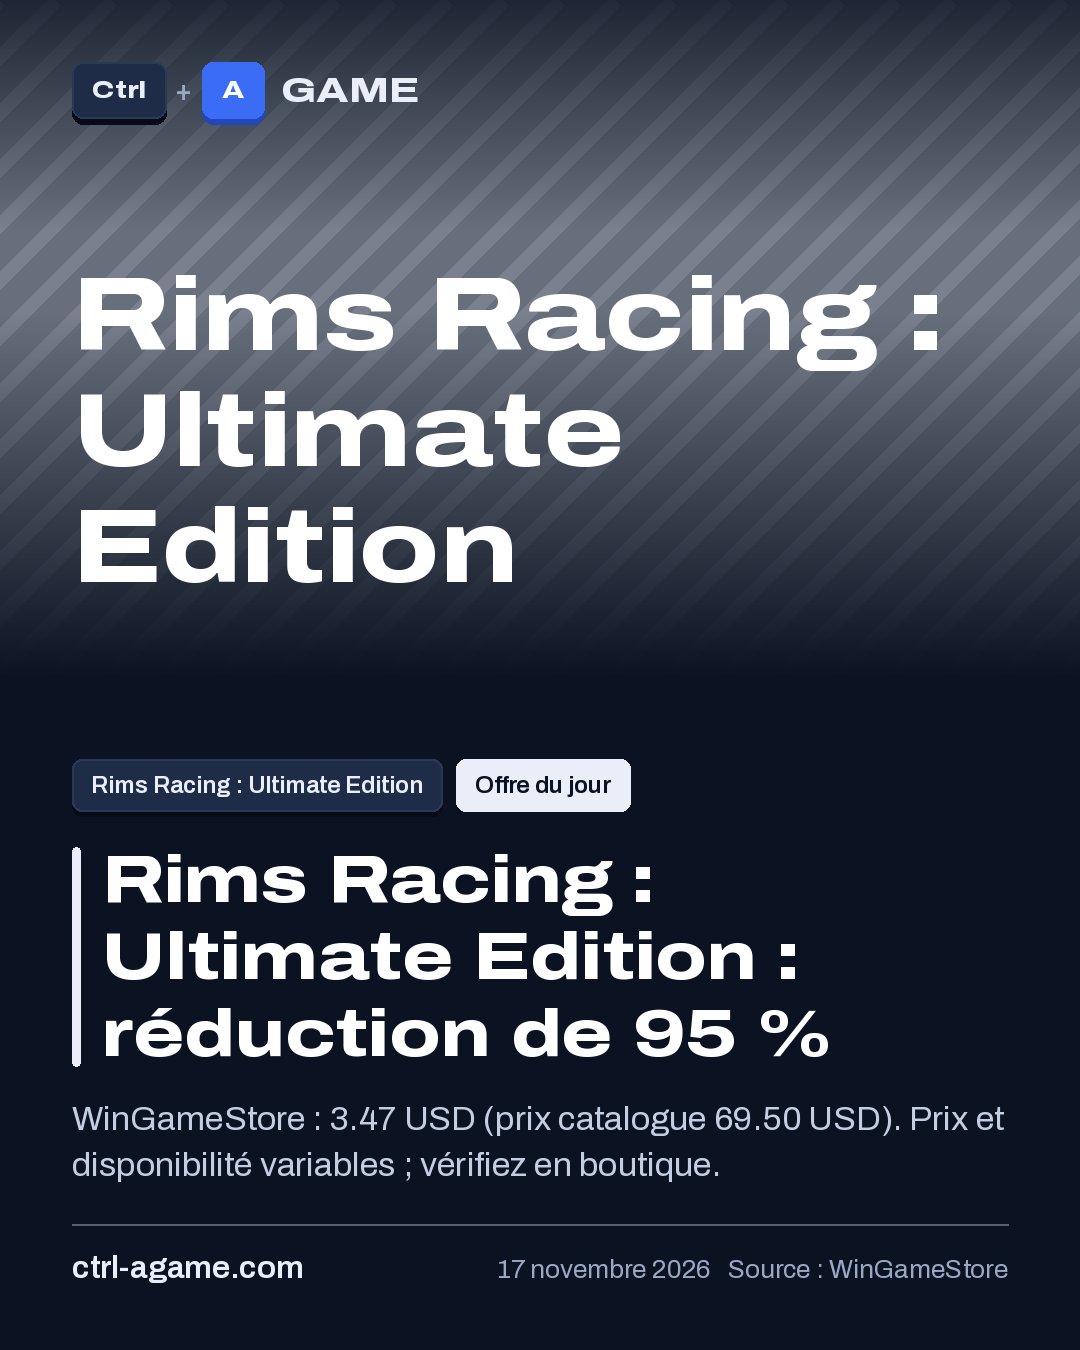 Ctrl + A GAME
Rims Racing :
Ultimate
Edition
Rims Racing : Ultimate Edition Offre du jour
Rims Racing :
Ultimate Edition :
réduction de 95 %
WinGameStore : 3.47 USD (prix catalogue 69.50 USD). Prix et
disponibilité variables ; vérifiez en boutique.
ctrl-agame.com 17 novembre 2026 Source : WinGameStore